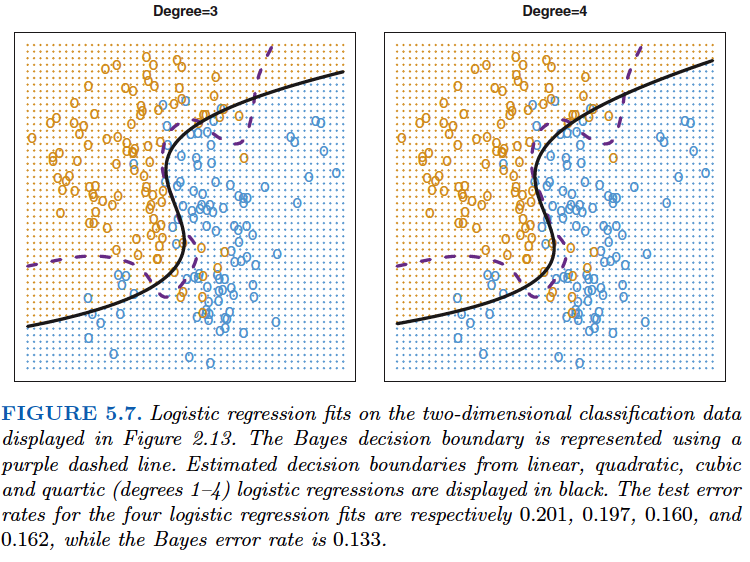 Degree=3
Degree=4
FIGURE 5.7. Logistic regression fits on the two-dimensional classification data
displayed in Figure 2.13. The Bayes decision boundary is represented using a
purple dashed line. Estimated decision boundaries from linear, quadratic, cubic
and quartic (degrees 1–4) logistic regressions are displayed in black. The test error
rates for the four logistic regression fits are respectively 0.201, 0.197, 0.160, and
0.162, while the Bayes error rate is 0.133.